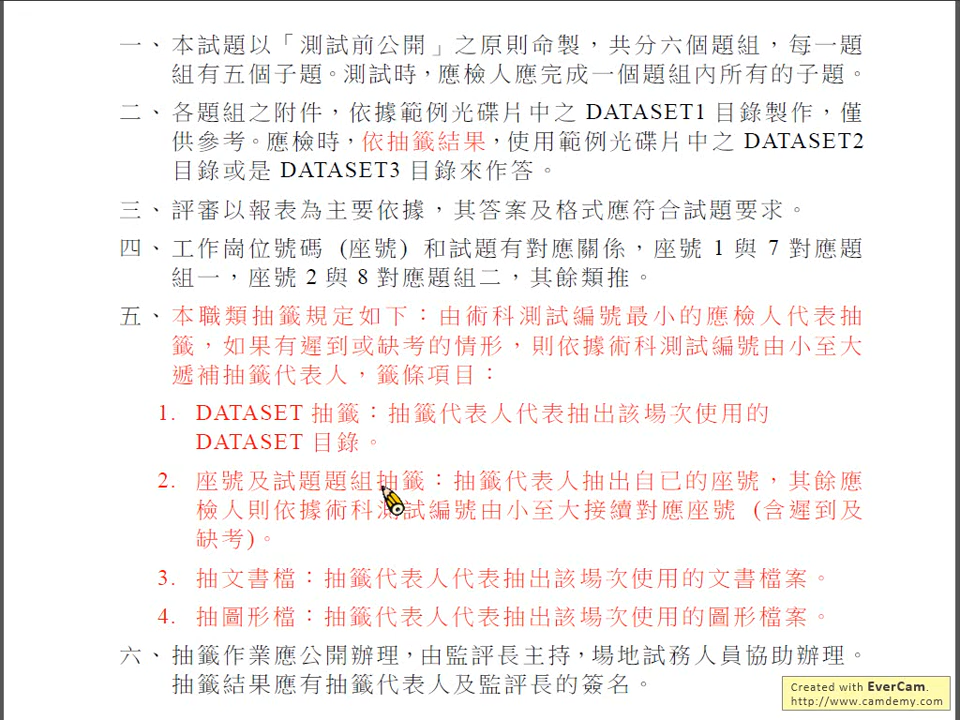 一、本試題以「測試前公開」之原則命製，共分六個題組，每一題
組有五個子題。測試時，應檢人應完成一個題組內所有的子題。
二、各題組之附件，依據範例光碟片中之 DATASET1 目錄製作，僅
供參考。應檢時，依抽籤結果，使用範例光碟片中之 DATASET2
目錄或是 DATASET3 目錄來作答。
三、評審以報表為主要依據，其答案及格式應符合試題要求。
四、工作崗位號碼 (座號) 和試題有對應關係，座號 1 與 7 對應題
組一，座號 2 與 8 對應題組二，其餘類推。
五、本職類抽籤規定如下：由術科測試編號最小的應檢人代表抽
籤，如果有遲到或缺考的情形，則依據術科測試編號由小至大
遞補抽籤代表人，籤條項目：
1. DATASET 抽籤：抽籤代表人代表抽出該場次使用的
DATASET 目錄。
2. 座號及試題題組抽籤：抽籤代表人抽出自已的座號，其餘應
檢人則依據術科測試編號由小至大接續對應座號 (含遲到及
缺考)。
3. 抽文書檔：抽籤代表人代表抽出該場次使用的文書檔案。
4. 抽圖形檔：抽籤代表人代表抽出該場次使用的圖形檔案。
六、抽籤作業應公開辦理，由監評長主持，場地試務人員協助辦理。
抽籤結果應有抽籤代表人及監評長的簽名。
Created with EverCam.
http://www.camdemy.com